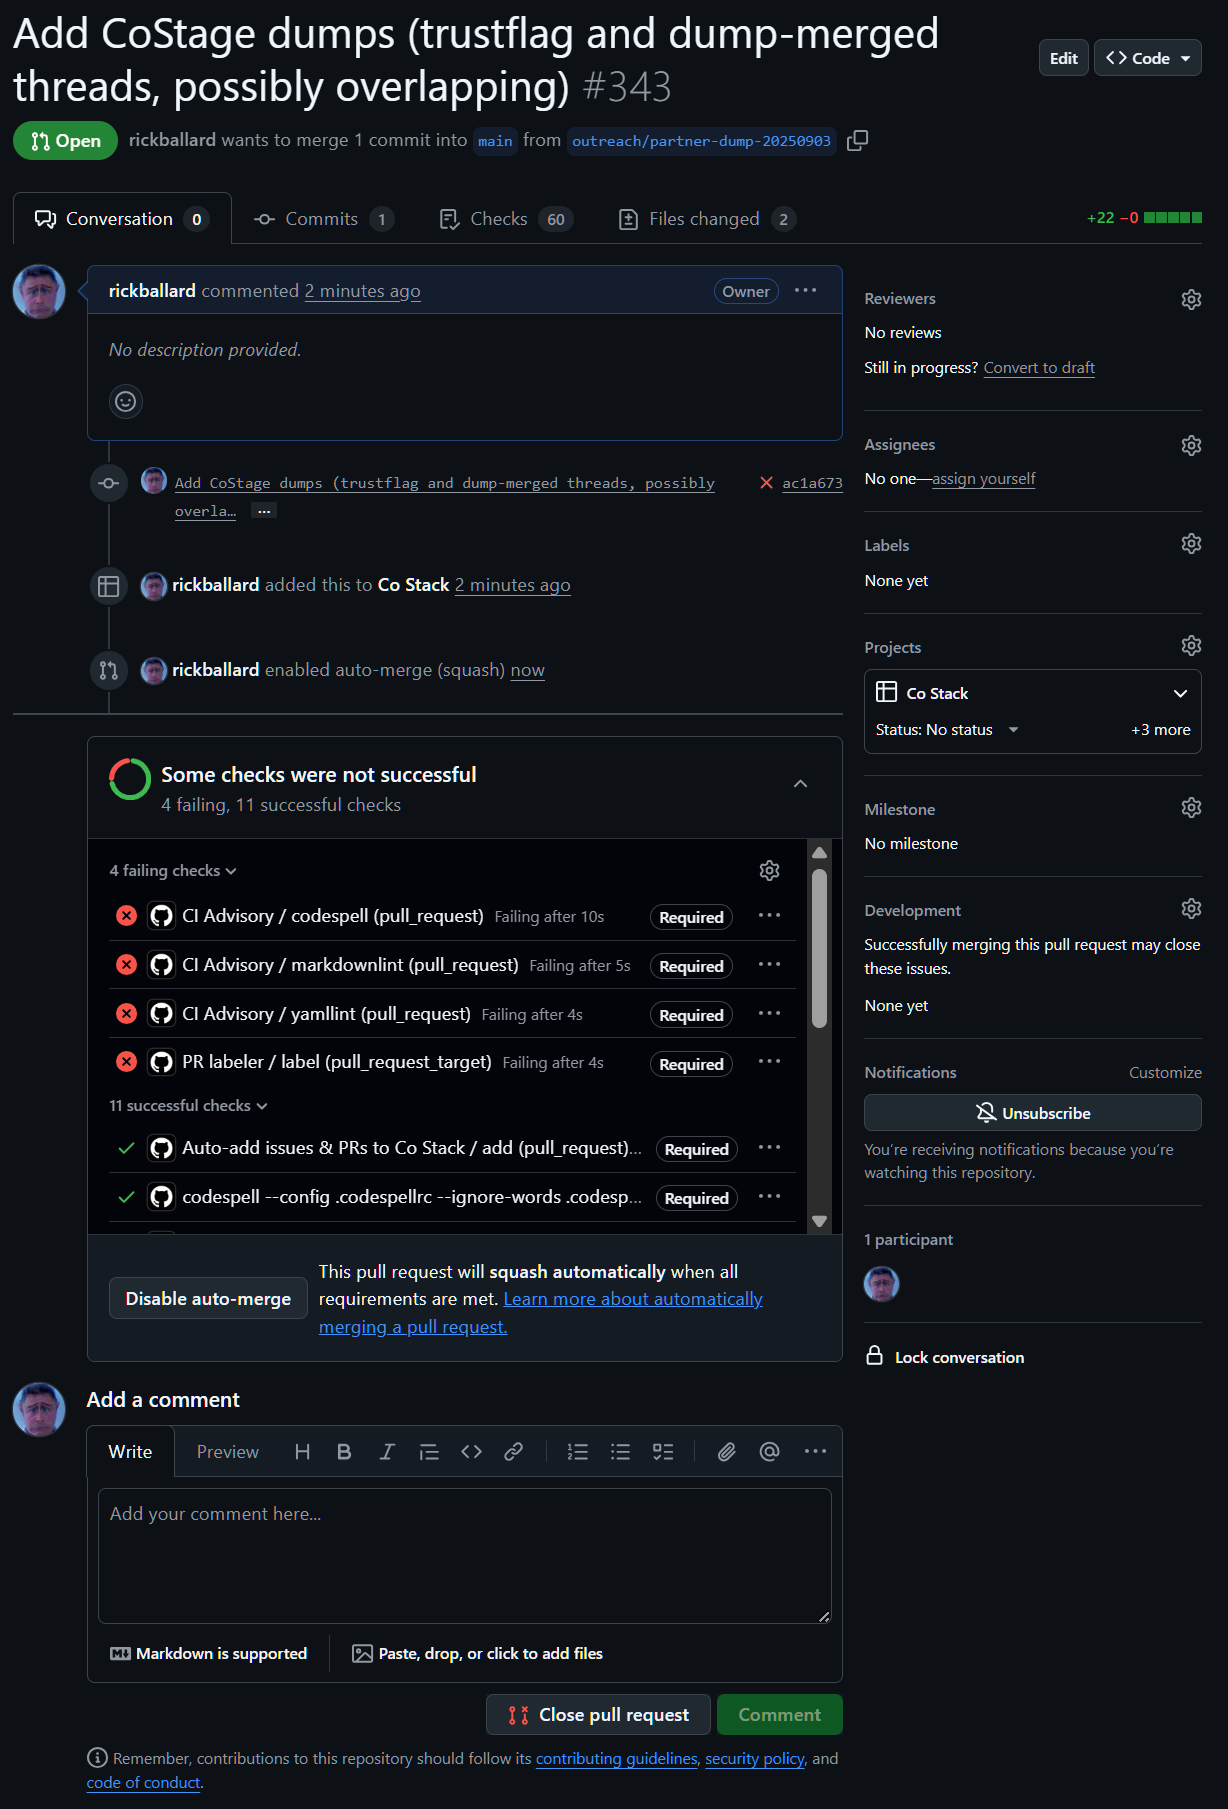 Add CoStage dumps (trustflag and dump-merged
threads, possibly overlapping) #343
Edit
<> Code
Open
rickballard wants to merge 1 commit into main from outreach/partner-dump-20250903
Conversation 0
Commits 1
Checks 60
Files changed 2
+22 −0
rickballard commented 2 minutes ago
Owner
No description provided.
Add CoStage dumps (trustflag and dump-merged threads, possibly
overla… ...
ac1a673
rickballard added this to Co Stack 2 minutes ago
rickballard enabled auto-merge (squash) now
Some checks were not successful
4 failing, 11 successful checks
4 failing checks
CI Advisory / codespell (pull_request) Failing after 10s Required
CI Advisory / markdownlint (pull_request) Failing after 5s Required
CI Advisory / yamllint (pull_request) Failing after 4s Required
PR labeler / label (pull_request_target) Failing after 4s Required
11 successful checks
Auto-add issues & PRs to Co Stack / add (pull_request)... Required
codespell --config .codespellrc --ignore-words .codesp... Required
Disable auto-merge
This pull request will squash automatically when all
requirements are met. Learn more about automatically
merging a pull request.
Add a comment
Write
Preview
Add your comment here...
Markdown is supported
Paste, drop, or click to add files
Close pull request
Comment
Remember, contributions to this repository should follow its contributing guidelines, security policy, and
code of conduct.
Reviewers
No reviews
Still in progress? Convert to draft
Assignees
No one—assign yourself
Labels
None yet
Projects
Co Stack
Status: No status
+3 more
Milestone
No milestone
Development
Successfully merging this pull request may close
these issues.
None yet
Notifications
Customize
Unsubscribe
You're receiving notifications because you're
watching this repository.
1 participant
Lock conversation